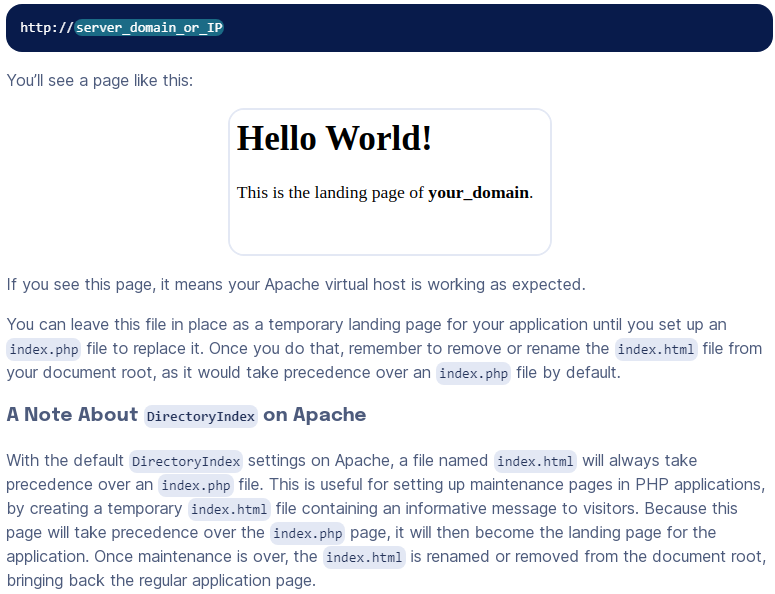 http://server_domain_or_IP
You’ll see a page like this:
Hello World!
This is the landing page of your_domain.
If you see this page, it means your Apache virtual host is working as expected.
You can leave this file in place as a temporary landing page for your application until you set up an
index.php file to replace it. Once you do that, remember to remove or rename the index.html file from
your document root, as it would take precedence over an index.php file by default.
A Note About DirectoryIndex on Apache
With the default DirectoryIndex settings on Apache, a file named index.html will always take
precedence over an index.php file. This is useful for setting up maintenance pages in PHP applications,
by creating a temporary index.html file containing an informative message to visitors. Because this
page will take precedence over the index.php page, it will then become the landing page for the
application. Once maintenance is over, the index.html is renamed or removed from the document root,
bringing back the regular application page.